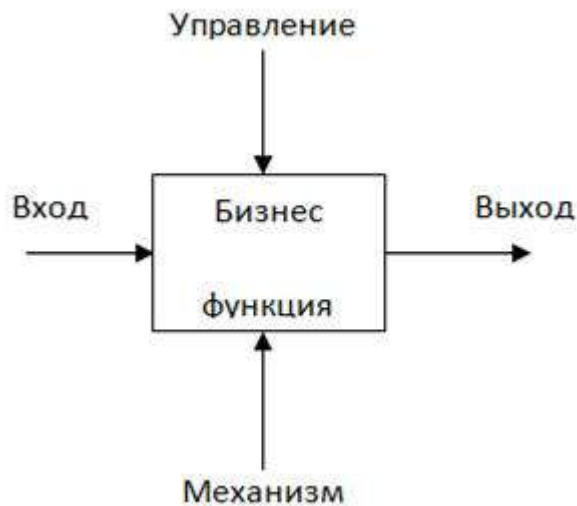 Управление
Вход
Бизнес
Выход
функция
Механизм